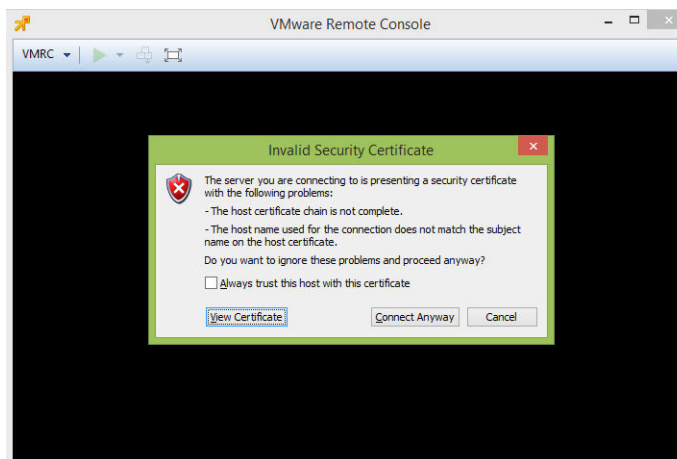 VMware Remote Console
VMRC
Invalid Security Certificate
The server you are connecting to is presenting a security certificate
with the following problems:
- The host certificate chain is not complete.
- The host name used for the connection does not match the subject
name on the host certificate.
Do you want to ignore these problems and proceed anyway?
Always trust this host with this certificate
View Certificate
Connect Anyway
Cancel